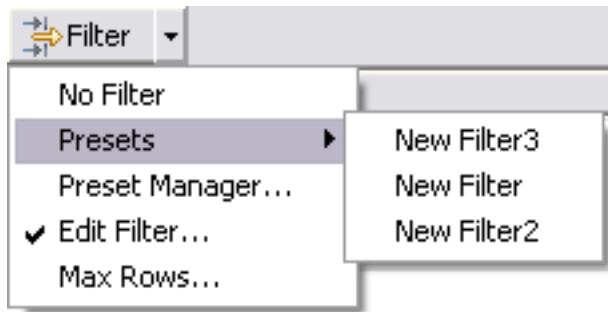 Filter
No Filter
Presets
Preset Manager...
Edit Filter...
Max Rows...
New Filter3
New Filter
New Filter2